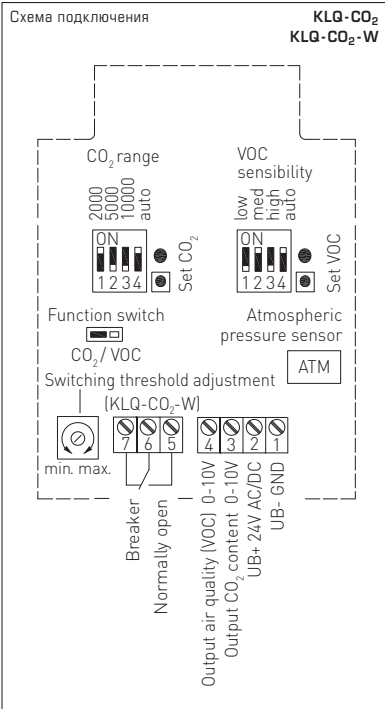 Схема подключения
KLQ-CO₂
KLQ-CO₂-W
CO₂ range
2000
5000
10000
auto
ON
1 2 3 4
Set CO₂
VOC
sensibility
low
med
high
auto
ON
1 2 3 4
Set VOC
Function switch
CO₂ / VOC
Atmospheric
pressure sensor
ATM
Switching threshold adjustment
(KLQ-CO₂-W)
min. max.
7 6 5
4 3 2 1
Breaker
Normally open
Output air quality (VOC) 0-10V
Output CO₂ content 0-10V
UB+ 24V AC/DC
UB- GND